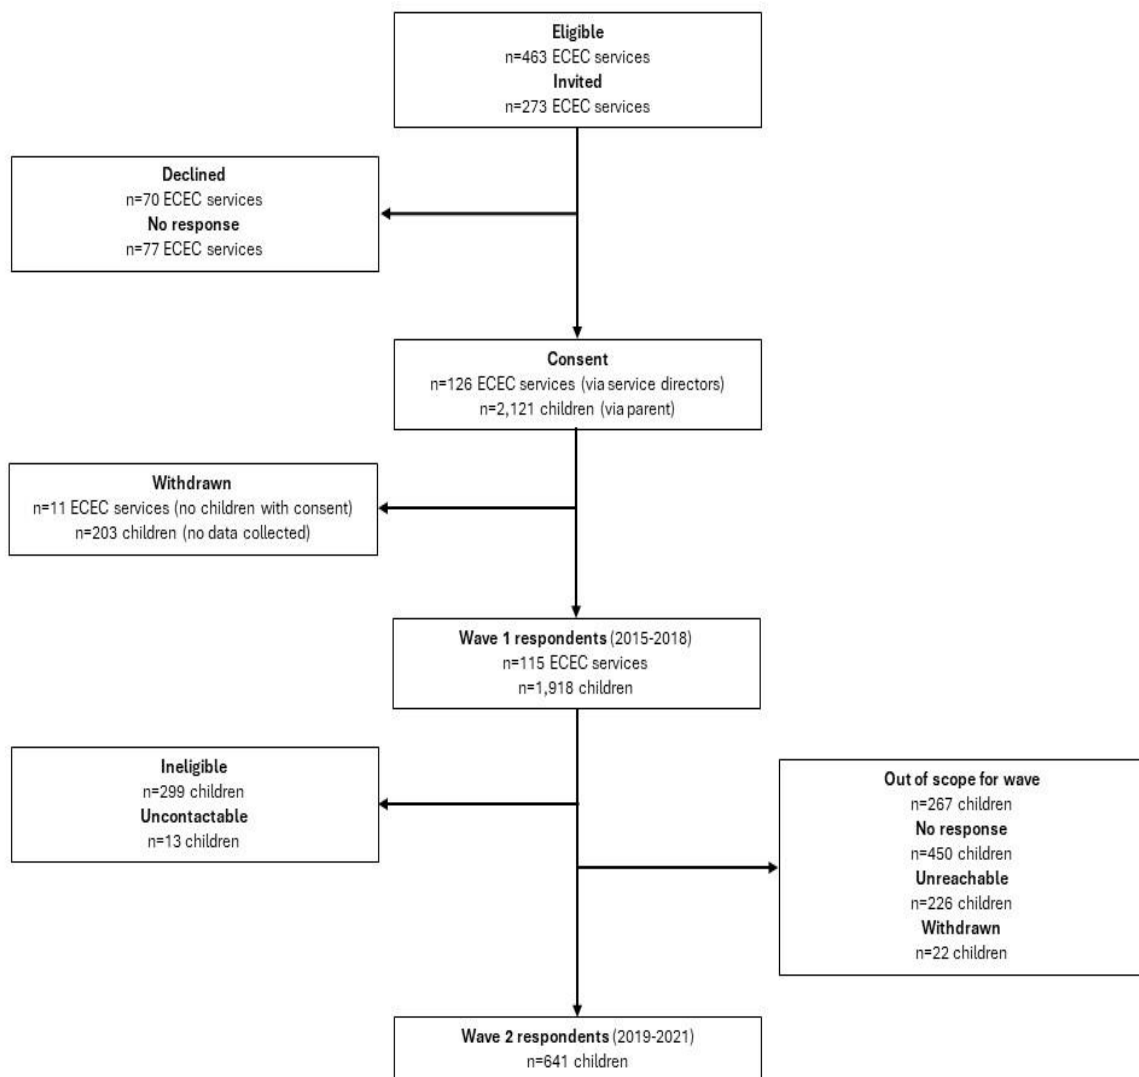 Eligible
n=463 ECEC services
Invited
n=273 ECEC services
Declined
n=70 ECEC services
No response
n=77 ECEC services
Consent
n=126 ECEC services (via service directors)
n=2,121 children (via parent)
Withdrawn
n=11 ECEC services (no children with consent)
n=203 children (no data collected)
Wave 1 respondents (2015-2018)
n=115 ECEC services
n=1,918 children
Ineligible
n=299 children
Uncontactable
n=13 children
Out of scope for wave
n=267 children
No response
n=450 children
Unreachable
n=226 children
Withdrawn
n=22 children
Wave 2 respondents (2019-2021)
n=641 children